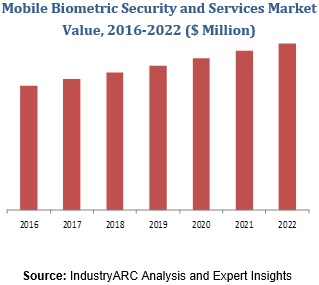 Mobile Biometric Security and Services Market
Value, 2016-2022 ($ Million)
2016 2017 2018 2019 2020 2021 2022
Source: IndustryARC Analysis and Expert Insights